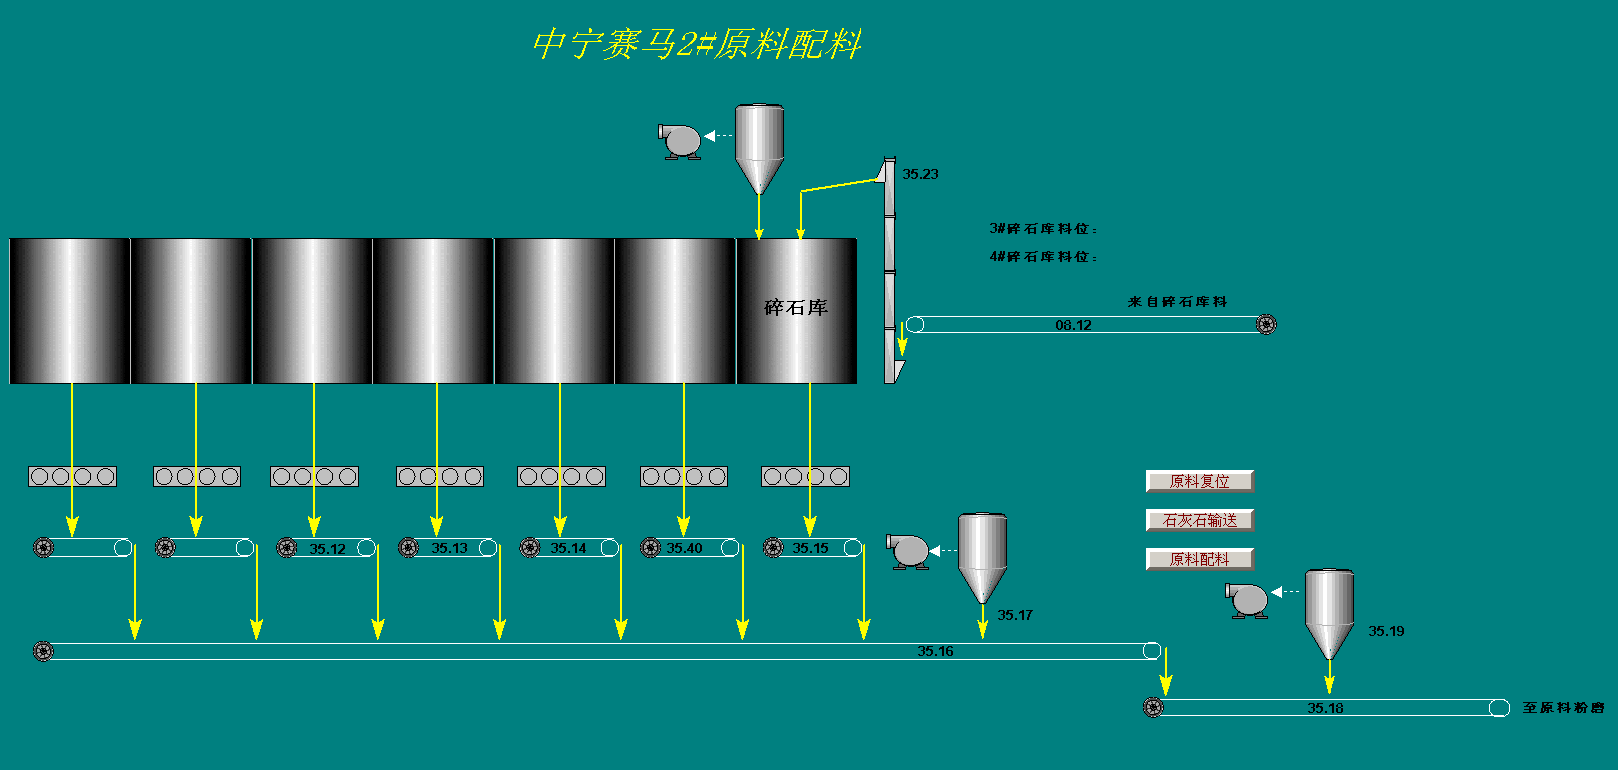 中宁赛马2#原料配料
35.23
3#碎石库料位：
4#碎石库料位：
来自碎石库料
碎石库
08.12
原料复位
石灰石输送
35.12
35.13
35.14
35.40
35.15
原料配料
35.17
35.19
35.16
35.18
至原料粉磨